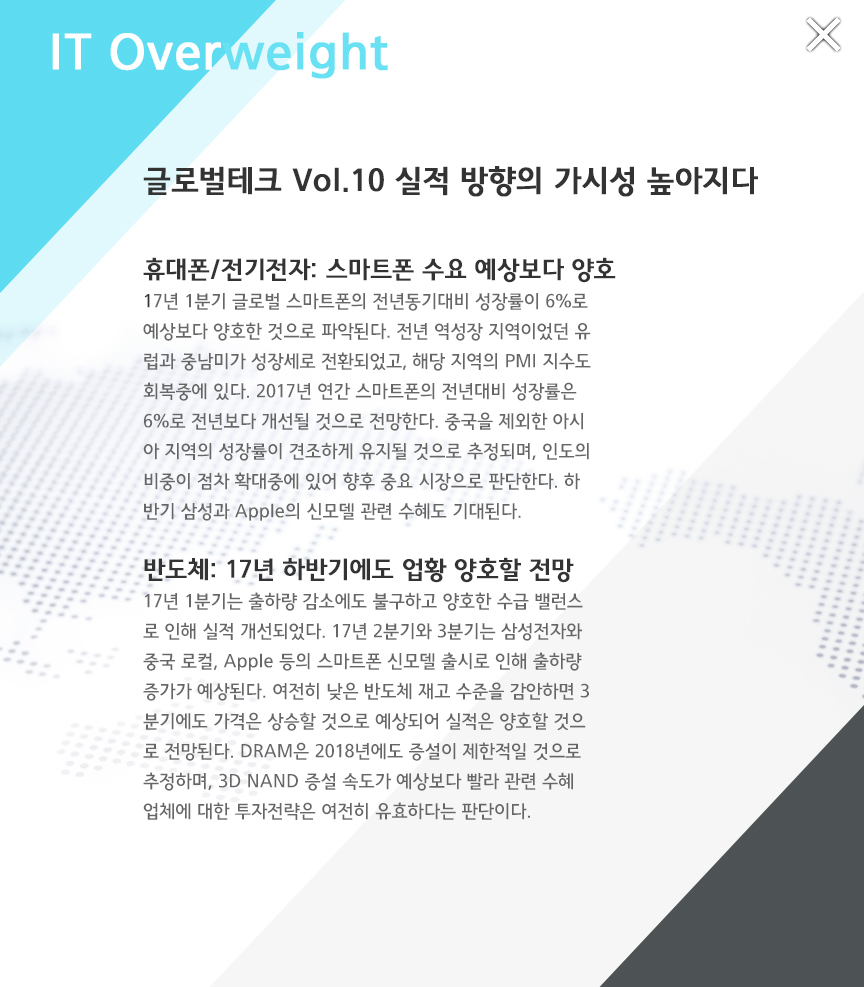 IT Overweight
글로벌테크 Vol.10 실적 방향의 가시성 높아지다
휴대폰/전기전자: 스마트폰 수요 예상보다 양호
17년 1분기 글로벌 스마트폰의 전년동기대비 성장률이 6%로
예상보다 양호한 것으로 파악된다. 전년 역성장 지역이었던 유
럽과 중남미가 성장세로 전환되었고, 해당 지역의 PMI 지수도
회복중에 있다. 2017년 연간 스마트폰의 전년대비 성장률은
6%로 전년보다 개선될 것으로 전망한다. 중국을 제외한 아시
아 지역의 성장률이 견조하게 유지될 것으로 추정되며, 인도의
비중이 점차 확대중에 있어 향후 중요 시장으로 판단한다. 하
반기 삼성과 Apple의 신모델 관련 수혜도 기대된다.
반도체: 17년 하반기에도 업황 양호할 전망
17년 1분기는 출하량 감소에도 불구하고 양호한 수급 밸런스
로 인해 실적 개선되었다. 17년 2분기와 3분기는 삼성전자와
중국 로컬, Apple 등의 스마트폰 신모델 출시로 인해 출하량
증가가 예상된다. 여전히 낮은 반도체 재고 수준을 감안하면 3
분기에도 가격은 상승할 것으로 예상되어 실적은 양호할 것으
로 전망된다. DRAM은 2018년에도 증설이 제한적일 것으로
추정하며, 3D NAND 증설 속도가 예상보다 빨라 관련 수혜
업체에 대한 투자전략은 여전히 유효하다는 판단이다.